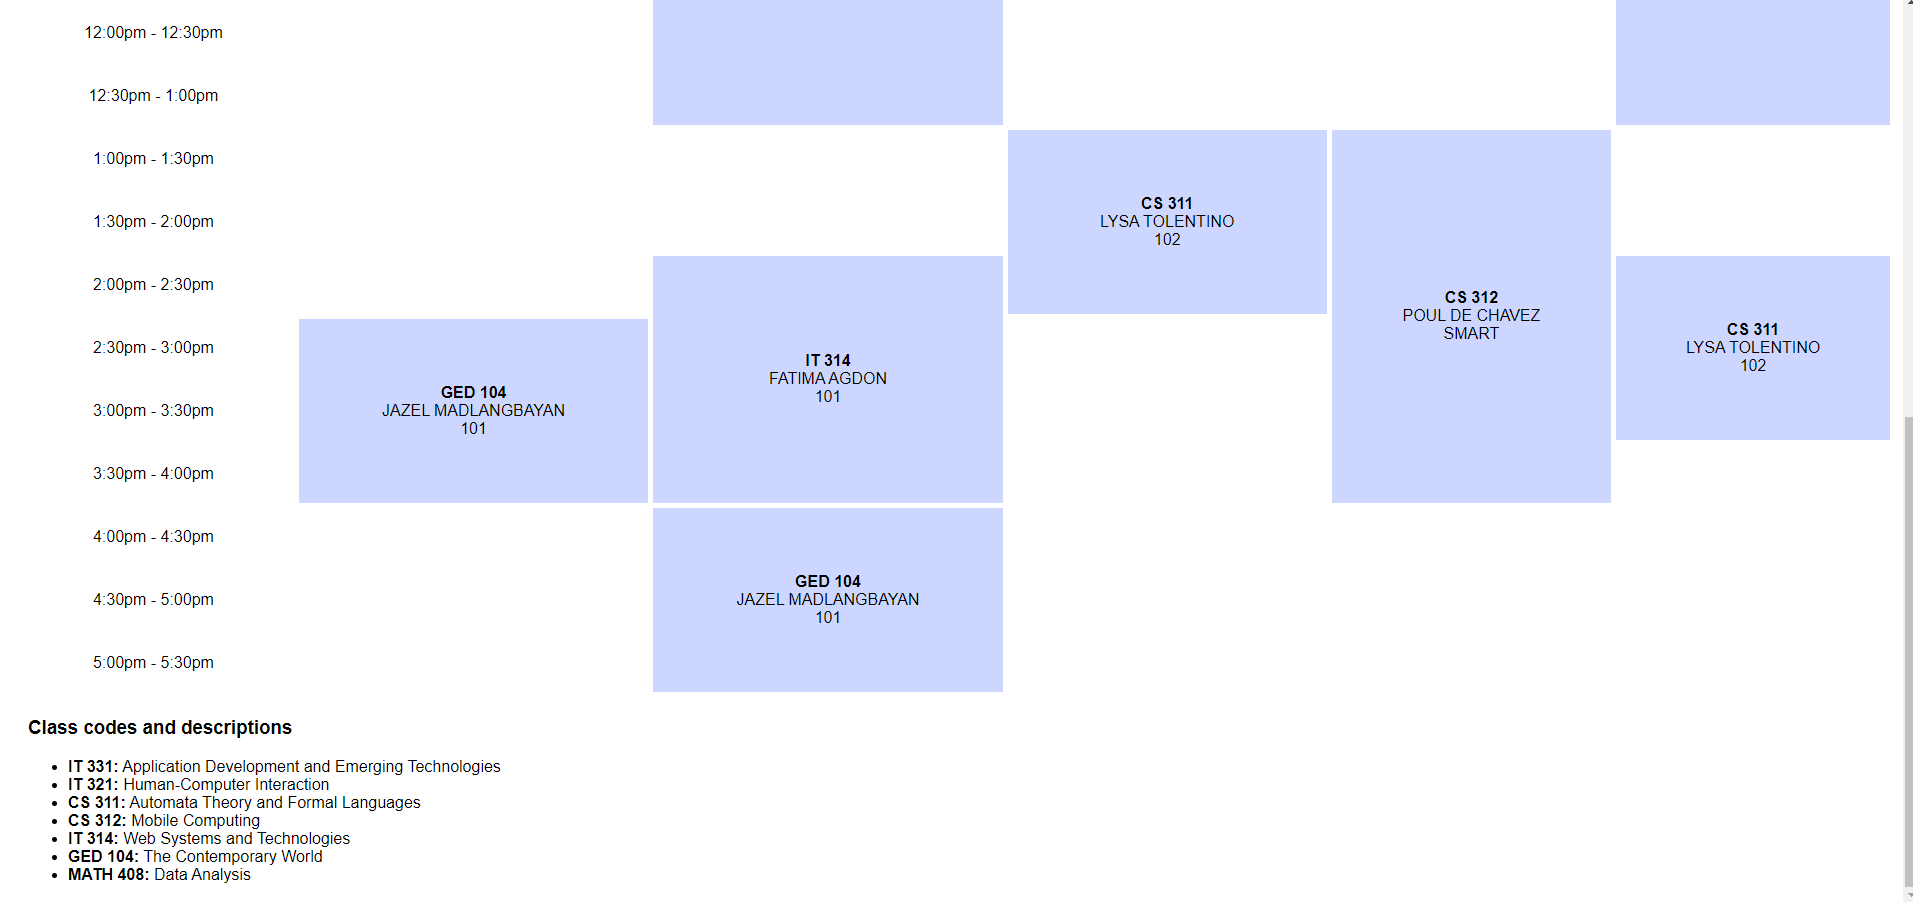 12:00pm - 12:30pm
12:30pm - 1:00pm
1:00pm - 1:30pm
1:30pm - 2:00pm
2:00pm - 2:30pm
2:30pm - 3:00pm
3:00pm - 3:30pm
3:30pm - 4:00pm
4:00pm - 4:30pm
4:30pm - 5:00pm
5:00pm - 5:30pm
GED 104
JAZEL MADLANGBAYAN
101
IT 314
FATIMA AGDON
101
GED 104
JAZEL MADLANGBAYAN
101
CS 311
LYSA TOLENTINO
102
CS 312
POUL DE CHAVEZ
SMART
CS 311
LYSA TOLENTINO
102
Class codes and descriptions
IT 331: Application Development and Emerging Technologies
IT 321: Human-Computer Interaction
CS 311: Automata Theory and Formal Languages
CS 312: Mobile Computing
IT 314: Web Systems and Technologies
GED 104: The Contemporary World
MATH 408: Data Analysis